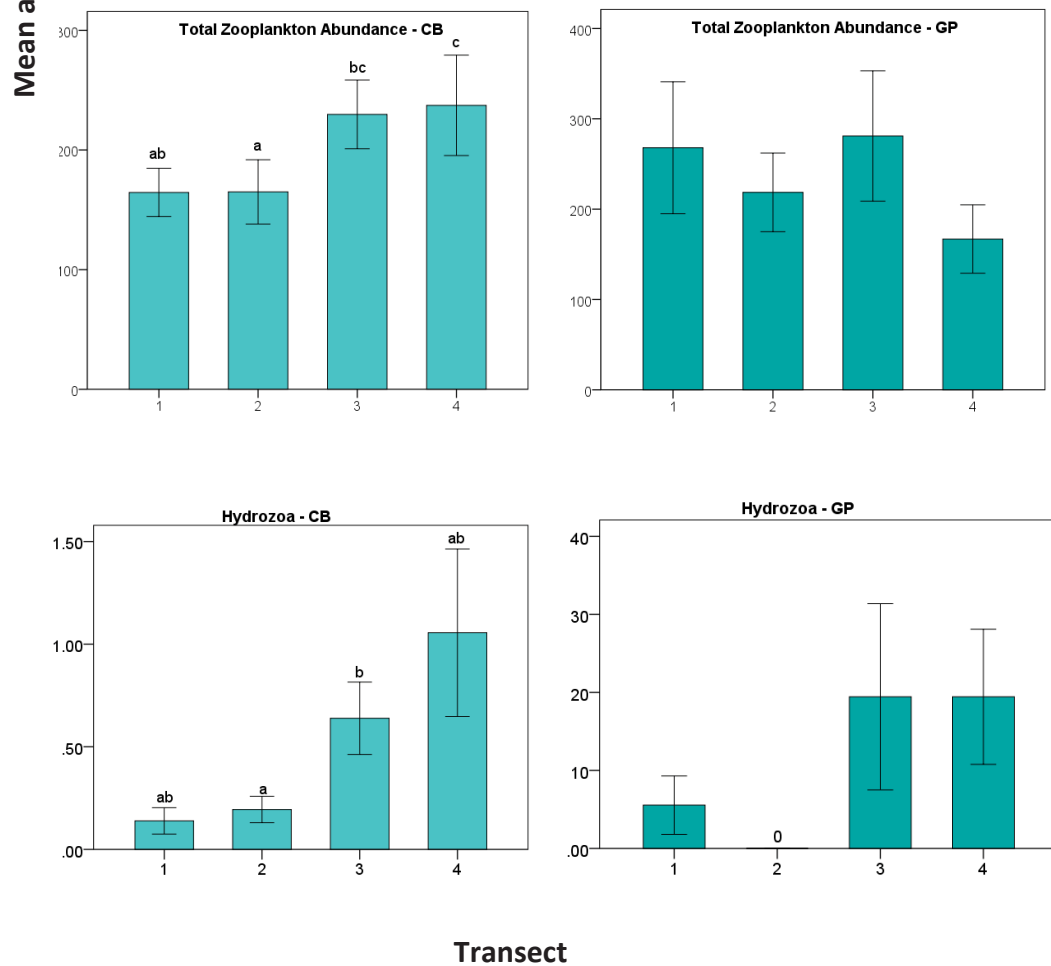 Mean a
Total Zooplankton Abundance - CB
300
200
100
0
ab
a
bc
c
1 2 3 4
Total Zooplankton Abundance - GP
400
300
200
100
0
1 2 3 4
Hydrozoa - CB
1.50
1.00
.50
.00
ab
a
b
ab
1 2 3 4
Hydrozoa - GP
40
30
20
10
.00
0
1 2 3 4
Transect